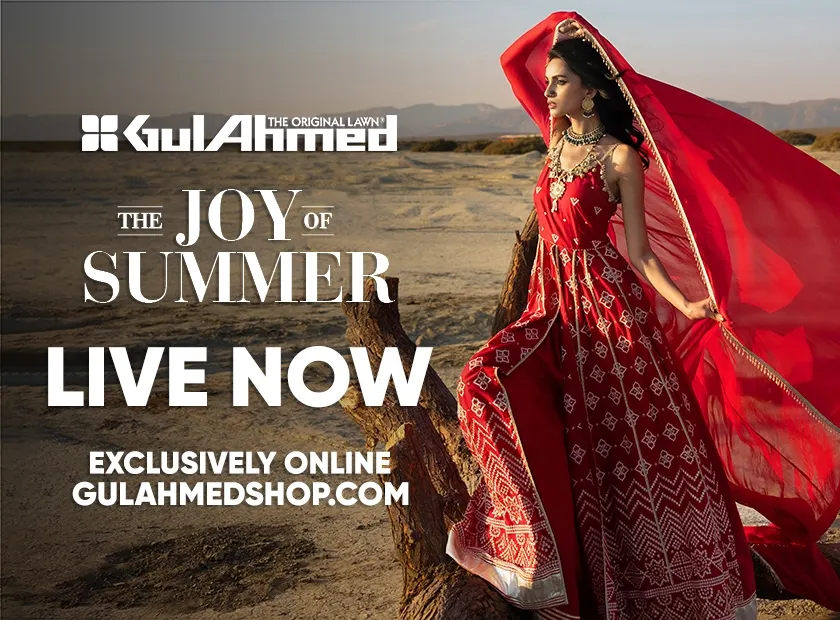 THE ORIGINAL LAWN®
GulAhmed
THE JOY OF
SUMMER
LIVE NOW
EXCLUSIVELY ONLINE
GULAHMEDSHOP.COM